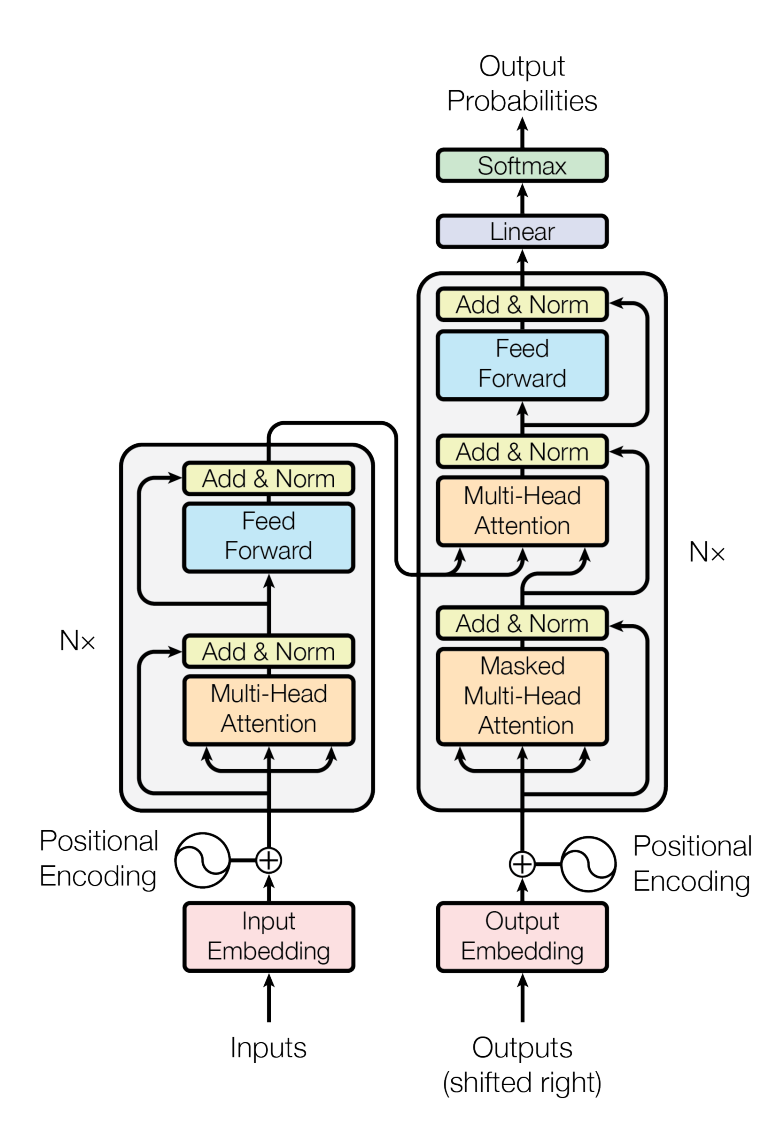 Output
Probabilities
Softmax
Linear
Add & Norm
Feed
Forward
Add & Norm
Multi-Head
Attention
Add & Norm
Masked
Multi-Head
Attention
N×
Add & Norm
Feed
Forward
Add & Norm
Multi-Head
Attention
N×
Positional
Encoding
Positional
Encoding
Input
Embedding
Output
Embedding
Inputs
Outputs
(shifted right)